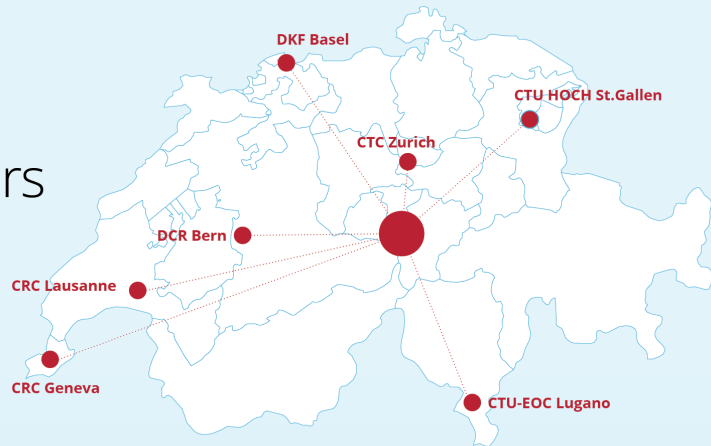 DKF Basel
CTU HOCH St.Gallen
CTC Zurich
rs
DCR Bern
CRC Lausanne
CRC Geneva
CTU-EOC Lugano